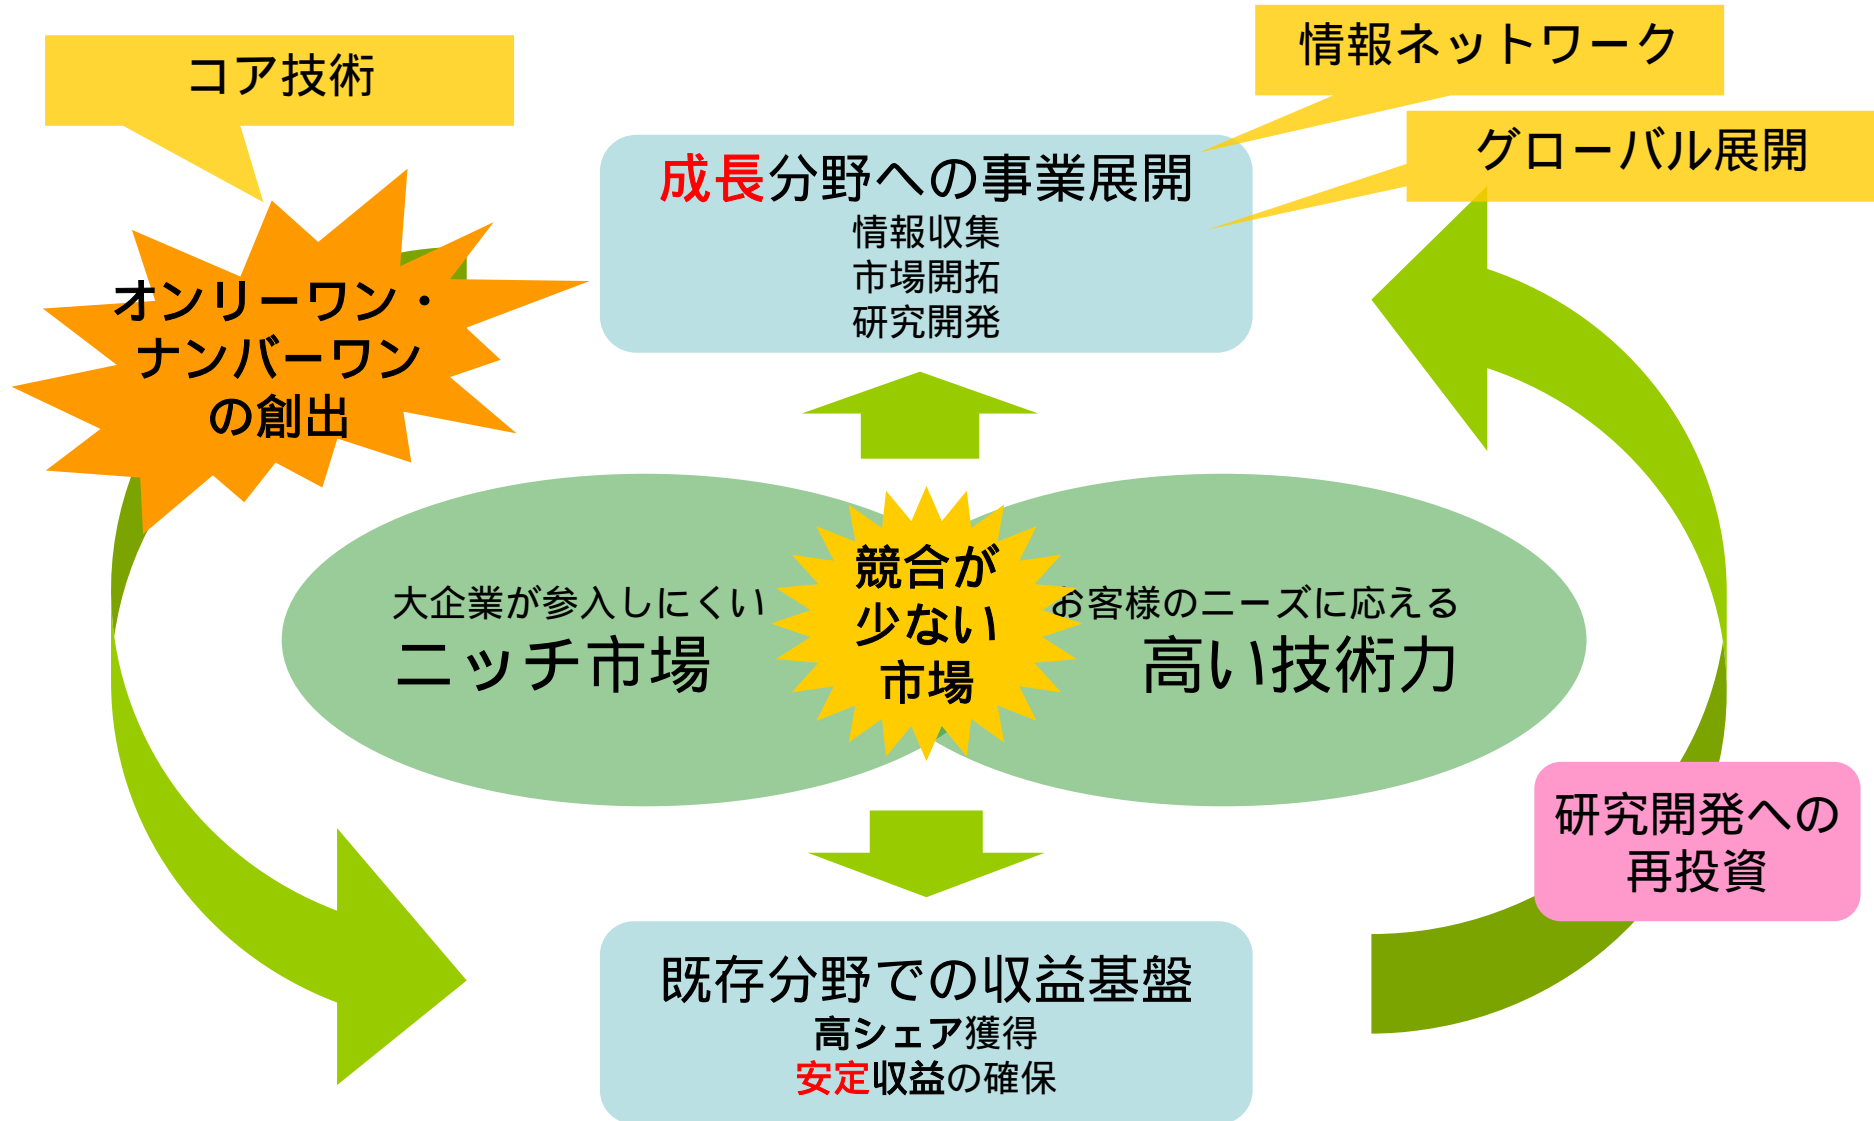 コア技術
情報ネットワーク
グローバル展開
成長分野への事業展開
情報収集
市場開拓
研究開発
オンリーワン・
ナンバーワン
の創出
大企業が参入しにくい
ニッチ市場
競合が
少ない
市場
お客様のニーズに応える
高い技術力
研究開発への
再投資
既存分野での収益基盤
高シェア獲得
安定収益の確保